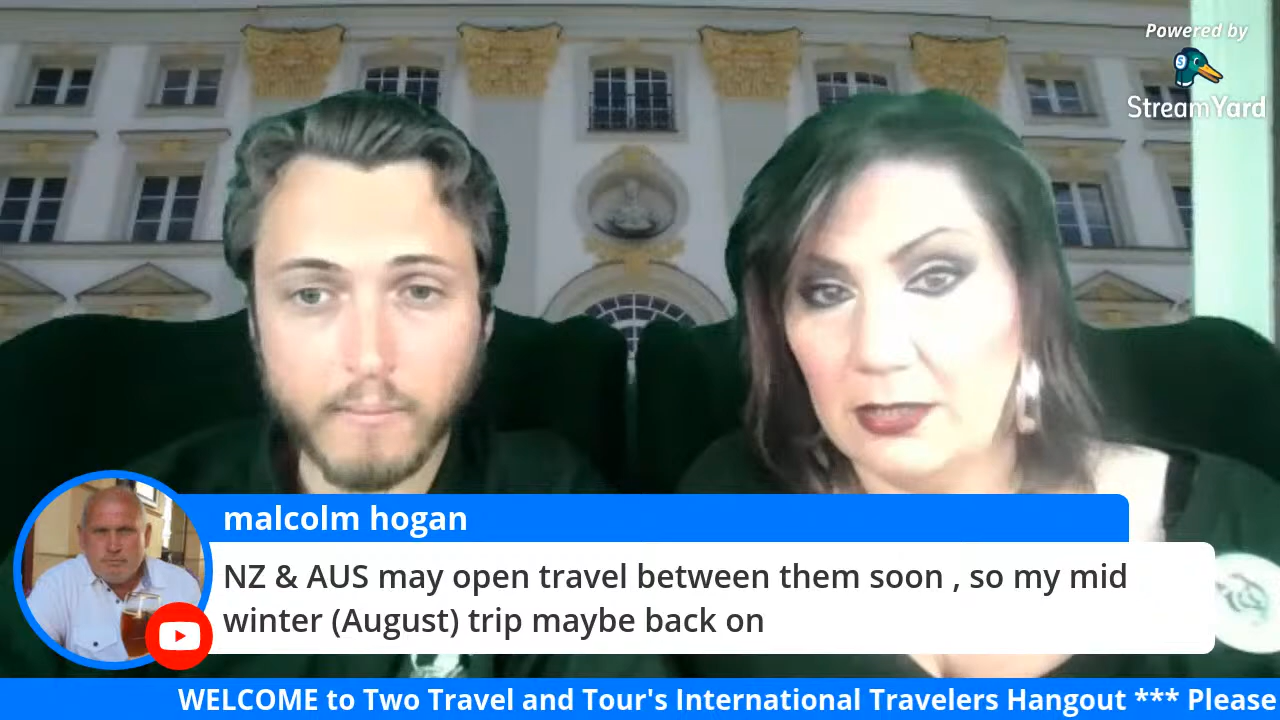 Powered by
StreamYard
malcolm hogan
NZ & AUS may open travel between them soon , so my mid
winter (August) trip maybe back on
WELCOME to Two Travel and Tour's International Travelers Hangout *** Please